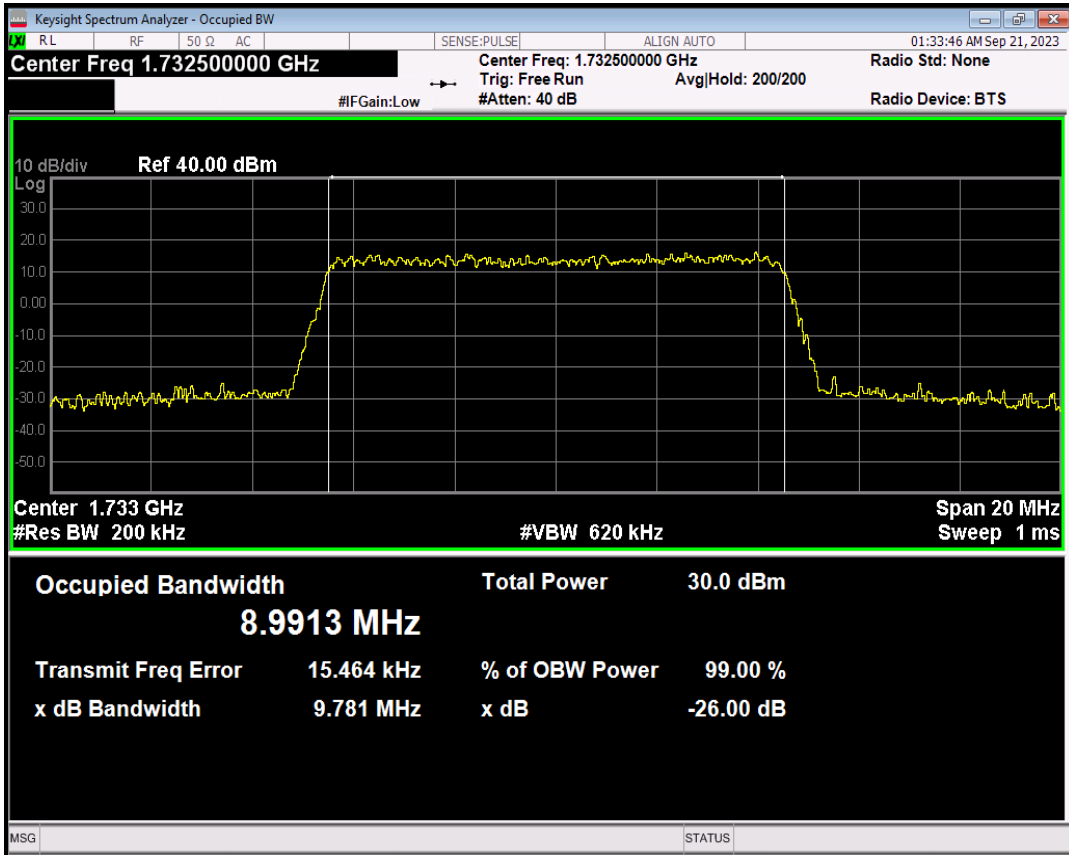 Keysight Spectrum Analyzer - Occupied BW
LXI RL RF 50 Ω AC SENSE:PULSE ALIGN AUTO 01:33:46 AM Sep 21, 2023
Center Freq 1.732500000 GHz Center Freq: 1.732500000 GHz Radio Std: None
Trig: Free Run Avg|Hold: 200/200
#IFGain:Low #Atten: 40 dB Radio Device: BTS
10 dB/div Ref 40.00 dBm
Log
30.0
20.0
10.0
0.00
-10.0
-20.0
-30.0
-40.0
-50.0
Center 1.733 GHz Span 20 MHz
#Res BW 200 kHz #VBW 620 kHz Sweep 1 ms
Occupied Bandwidth Total Power 30.0 dBm
8.9913 MHz
Transmit Freq Error 15.464 kHz % of OBW Power 99.00 %
x dB Bandwidth 9.781 MHz x dB -26.00 dB
MSG STATUS